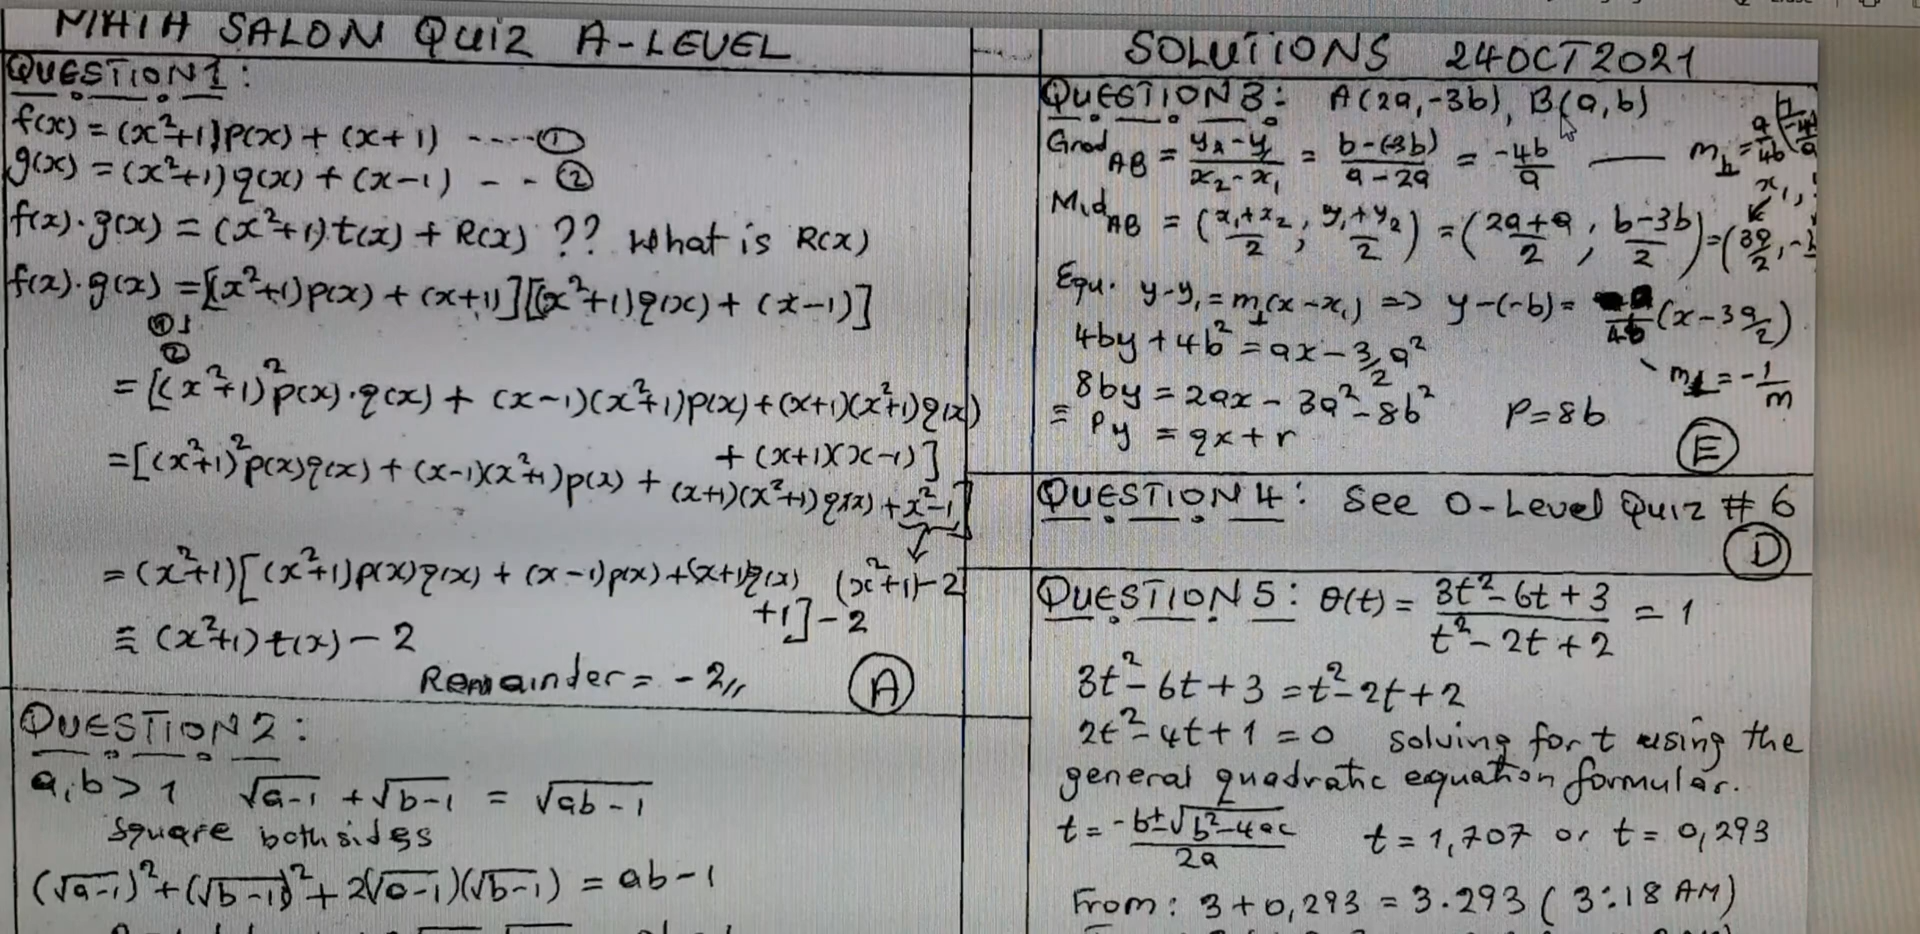 MATH SALON QUIZ A-LEVEL
QUESTION 1:
f(x) = (x²+1)p(x) + (x+1) ----- ①
g(x) = (x²+1)q(x) + (x-1) - - ②
f(x)·g(x) = (x²+1)t(x) + R(x) ?? What is R(x)
f(x)·g(x) = [(x²+1)p(x) + (x+1)][(x²+1)q(x) + (x-1)]
①
②
= [(x²+1)²p(x)·q(x) + (x-1)(x²+1)p(x) + (x+1)(x²+1)q(x)
+ (x+1)(x-1)]
= [(x²+1)²p(x)q(x) + (x-1)(x²+1)p(x) + (x+1)(x²+1)q(x) + x²-1]
= (x²+1)[(x²+1)p(x)q(x) + (x-1)p(x) + (x+1)q(x) (x²+1)-2
+1]-2
≡ (x²+1)t(x) - 2
Remainder = -2,, A
QUESTION 2:
a,b > 1 √a-1 + √b-1 = √ab-1
Square both sides
(√a-1)² + (√b-1)² + 2(√a-1)(√b-1) = ab-1
SOLUTIONS 24OCT2021
QUESTION 3: A(2a,-3b), B(a,b)
Grad AB = y₂-y₁/x₂-x₁ = b-(-3b)/a-2a = -4b/a
Mid AB = (x₁+x₂/2 ; y₁+y₂/2) = (2a+a/2 ; b-3b/2) = (3a/2,
Equ. y-y₁ = m⊥(x-x₁) => y-(-b) = a/4b (x-3a/2)
4by + 4b² = ax - 3/2a²
m⊥ = -1/m
8by = 2ax - 3a² - 8b² P = 8b
≡ Py = qx + r E
QUESTION 4: See O-Level Quiz # 6
D
QUESTION 5: θ(t) = 3t²-6t+3/t²-2t+2 = 1
3t²-6t+3 = t²-2t+2
2t²-4t+1 = 0 solving for t using the
general quadratic equation formular.
t = -b±√b²-4ac/2a t = 1,707 or t = 0,293
From: 3+0,293 = 3.293 (3:18 AM)